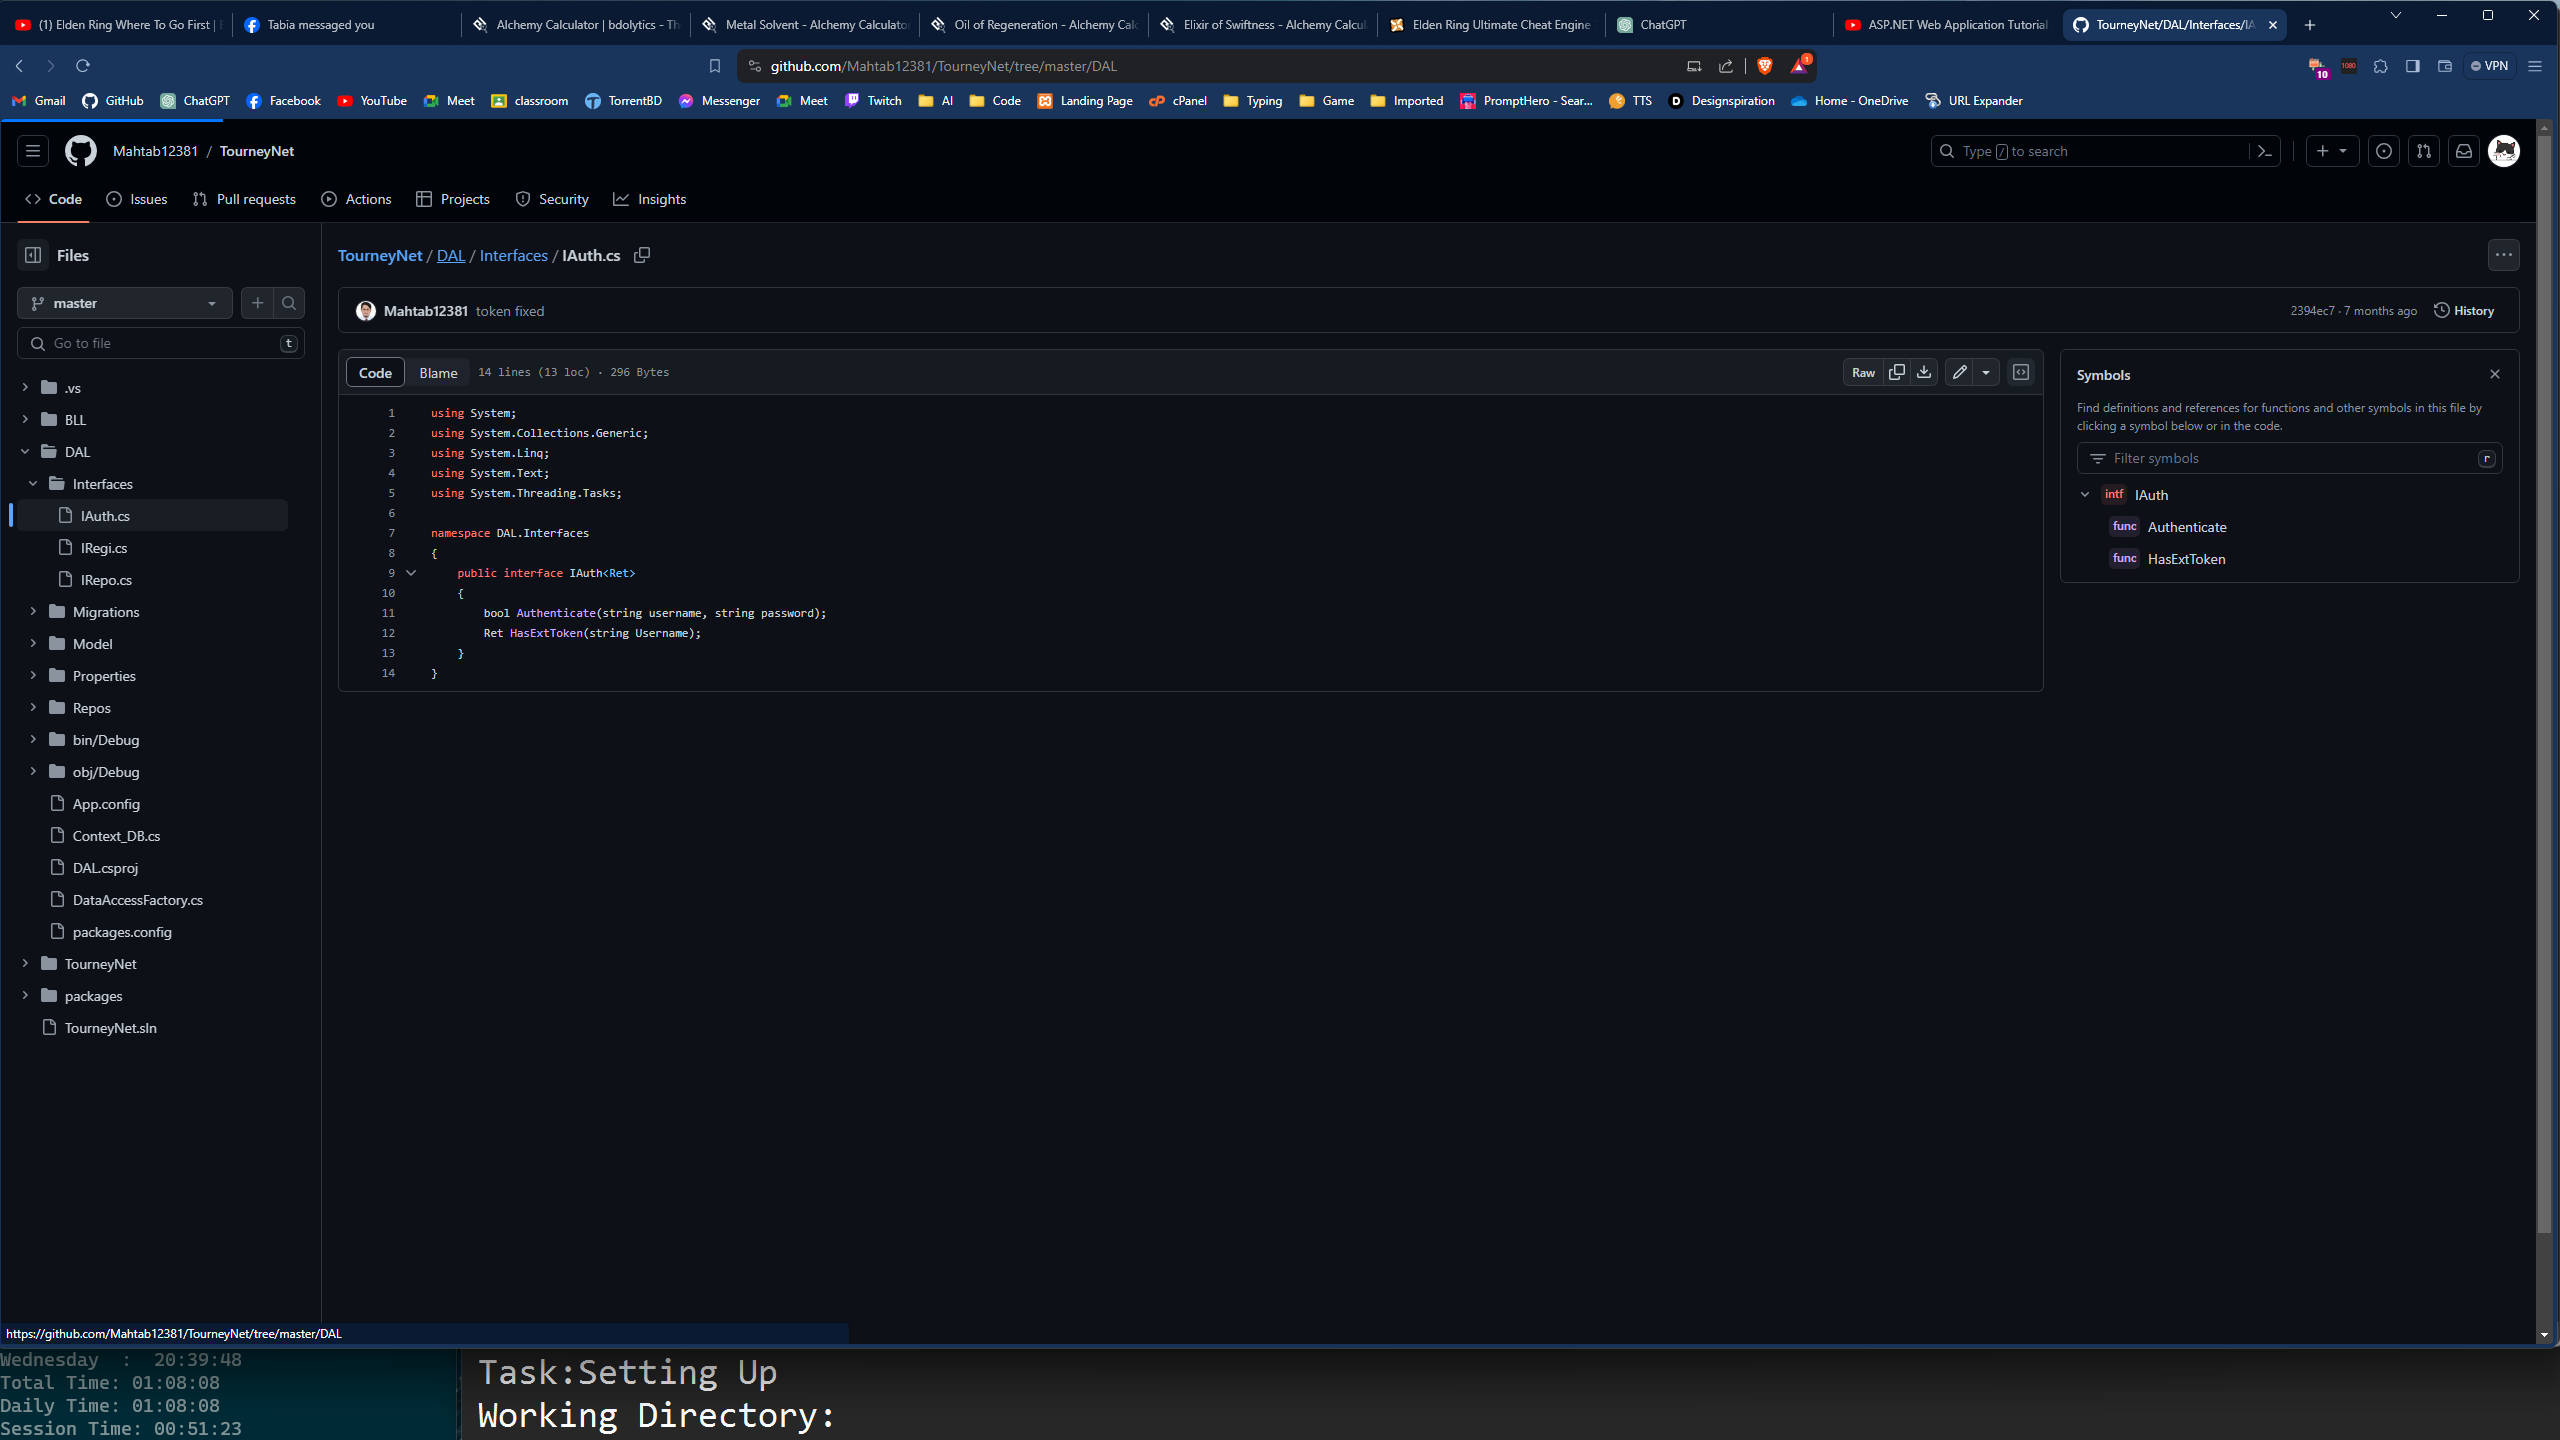 (1) Elden Ring Where To Go First |
Tabia messaged you
Alchemy Calculator | bdolytics - Th
Metal Solvent - Alchemy Calculator
Oil of Regeneration - Alchemy Calc
Elixir of Swiftness - Alchemy Calcul
Elden Ring Ultimate Cheat Engine
ChatGPT
ASP.NET Web Application Tutorial
TourneyNet/DAL/Interfaces/IA
github.com/Mahtab12381/TourneyNet/tree/master/DAL
1
10
1080
VPN
Gmail
GitHub
ChatGPT
Facebook
YouTube
Meet
classroom
TorrentBD
Messenger
Meet
Twitch
AI
Code
Landing Page
cPanel
Typing
Game
Imported
PromptHero - Sear...
TTS
Designspiration
Home - OneDrive
URL Expander
Mahtab12381 / TourneyNet
Type / to search
Code
Issues
Pull requests
Actions
Projects
Security
Insights
Files
master
Go to file
t
.vs
BLL
DAL
Interfaces
IAuth.cs
IRegi.cs
IRepo.cs
Migrations
Model
Properties
Repos
bin/Debug
obj/Debug
App.config
Context_DB.cs
DAL.csproj
DataAccessFactory.cs
packages.config
TourneyNet
packages
TourneyNet.sln
TourneyNet / DAL / Interfaces / IAuth.cs
Mahtab12381 token fixed
2394ec7 · 7 months ago
History
Code
Blame
14 lines (13 loc) · 296 Bytes
Raw
1 using System;
2 using System.Collections.Generic;
3 using System.Linq;
4 using System.Text;
5 using System.Threading.Tasks;
6
7 namespace DAL.Interfaces
8 {
9 public interface IAuth<Ret>
10 {
11 bool Authenticate(string username, string password);
12 Ret HasExtToken(string Username);
13 }
14 }
Symbols
Find definitions and references for functions and other symbols in this file by
clicking a symbol below or in the code.
Filter symbols
r
intf IAuth
func Authenticate
func HasExtToken
https://github.com/Mahtab12381/TourneyNet/tree/master/DAL
Wednesday : 20:39:48
Total Time: 01:08:08
Daily Time: 01:08:08
Session Time: 00:51:23
Task:Setting Up
Working Directory: